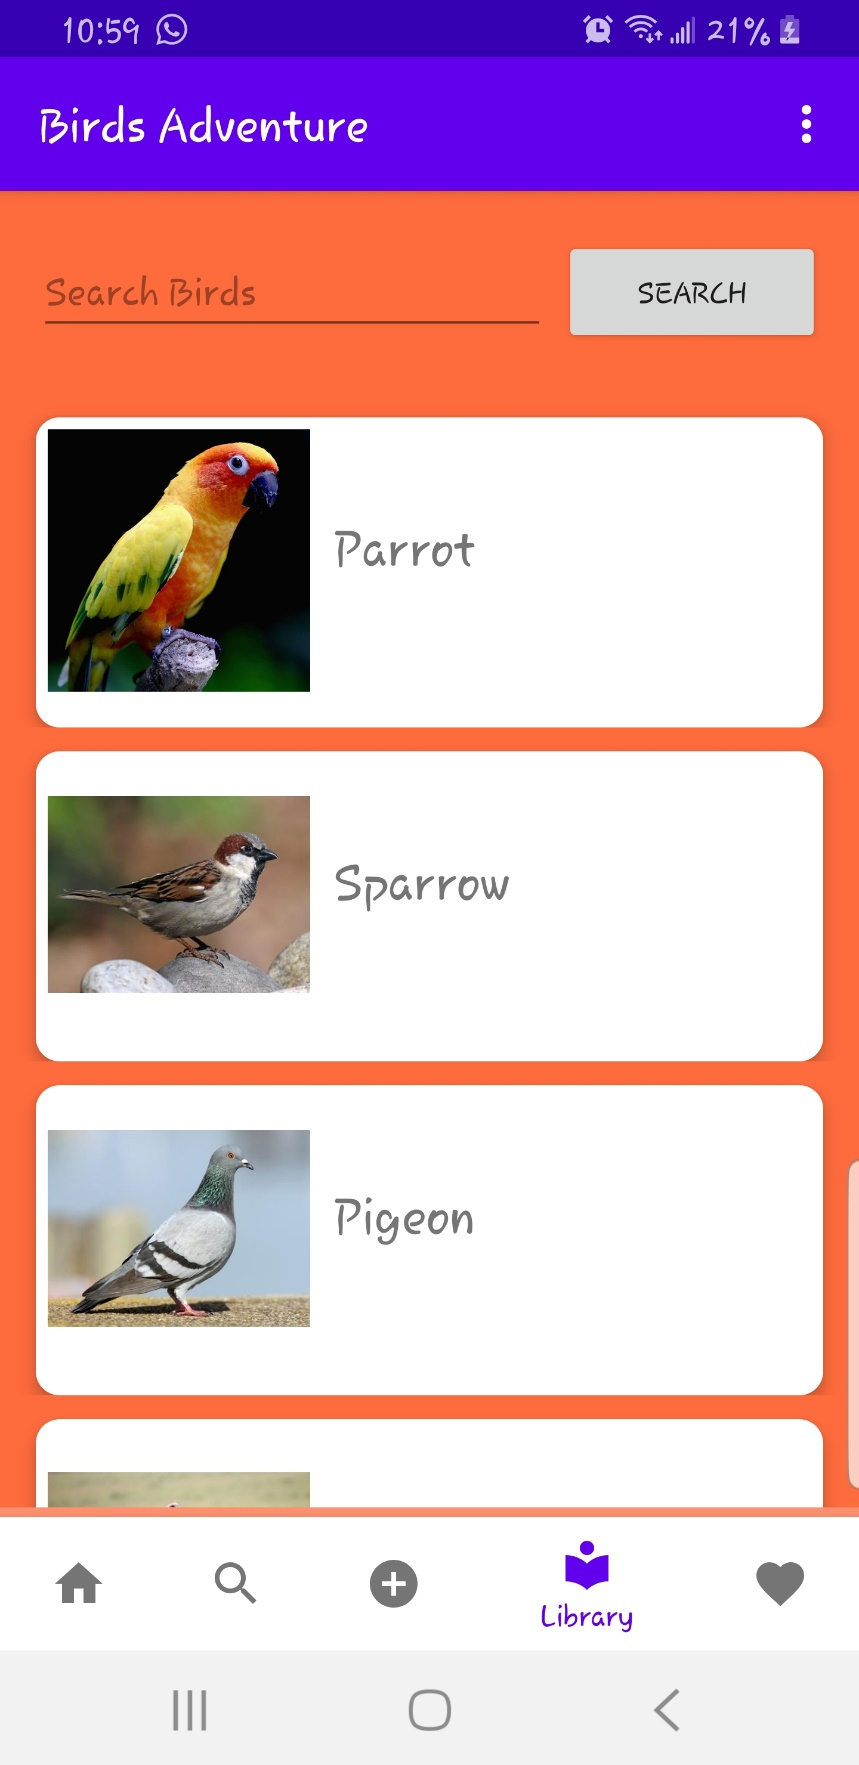 10:59 21%
Birds Adventure
Search Birds SEARCH
Parrot
Sparrow
Pigeon
Library